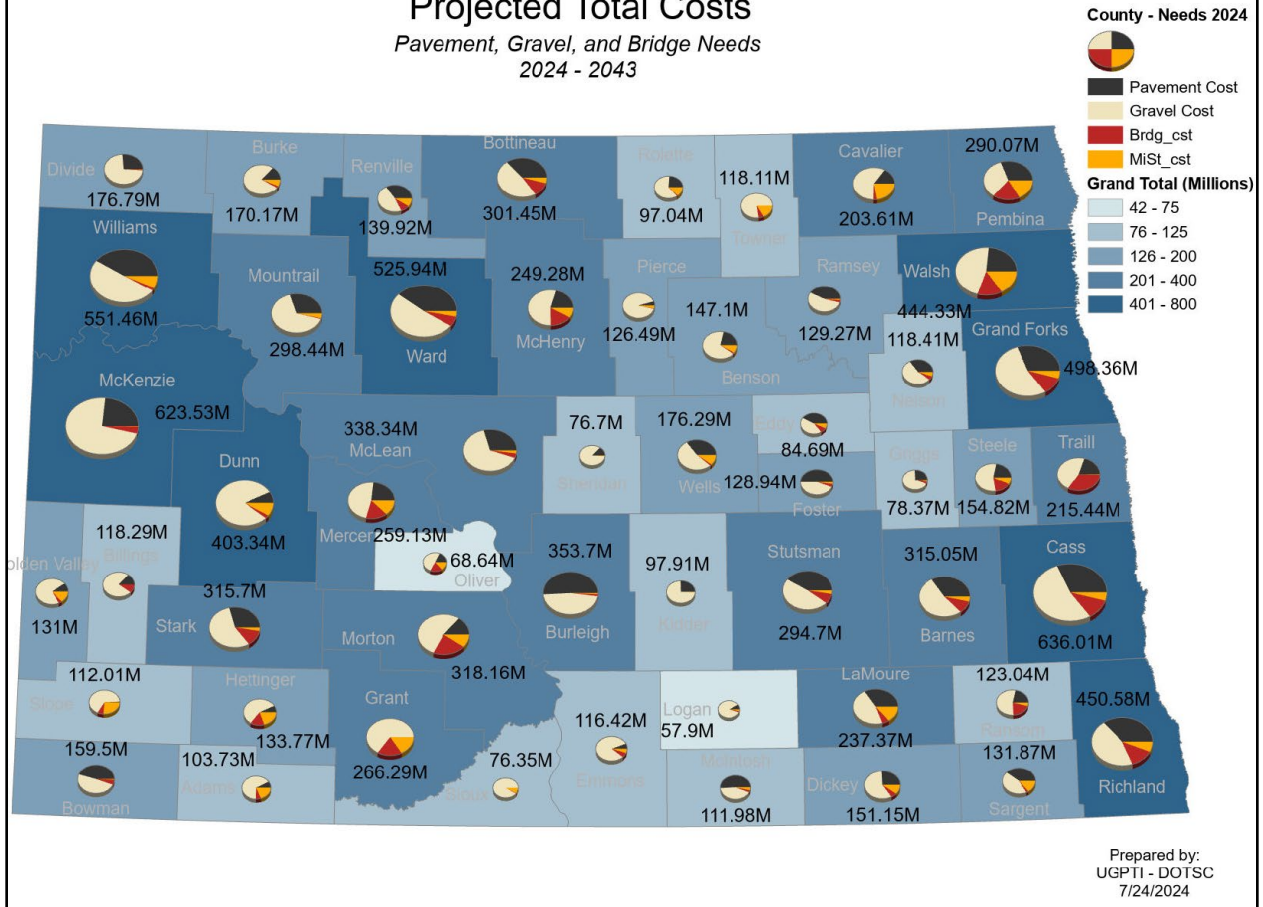 Projected Total Costs
Pavement, Gravel, and Bridge Needs
2024 - 2043
County - Needs 2024
Pavement Cost
Gravel Cost
Brdg_cst
MiSt_cst
Grand Total (Millions)
42 - 75
76 - 125
126 - 200
201 - 400
401 - 800
Divide
176.79M
Burke
170.17M
Renville
139.92M
Bottineau
301.45M
Rolette
97.04M
118.11M
Towner
Cavalier
203.61M
290.07M
Pembina
Williams
551.46M
Mountrail
298.44M
525.94M
Ward
249.28M
McHenry
Pierce
126.49M
147.1M
Benson
Ramsey
129.27M
Walsh
444.33M
118.41M
Nelson
Grand Forks
498.36M
McKenzie
623.53M
Dunn
403.34M
338.34M
McLean
Mercer
259.13M
68.64M
Oliver
76.7M
Sheridan
176.29M
Wells
Eddy
84.69M
128.94M
Foster
Griggs
78.37M
Steele
154.82M
Traill
215.44M
olden Valley
131M
118.29M
Billings
315.7M
Stark
Morton
318.16M
353.7M
Burleigh
97.91M
Kidder
Stutsman
294.7M
315.05M
Barnes
Cass
636.01M
112.01M
Slope
Hettinger
133.77M
Grant
266.29M
159.5M
Bowman
103.73M
Adams
76.35M
Sioux
116.42M
Emmons
Logan
57.9M
McIntosh
111.98M
LaMoure
237.37M
Dickey
151.15M
123.04M
Ransom
131.87M
Sargent
450.58M
Richland
Prepared by:
UGPTI - DOTSC
7/24/2024